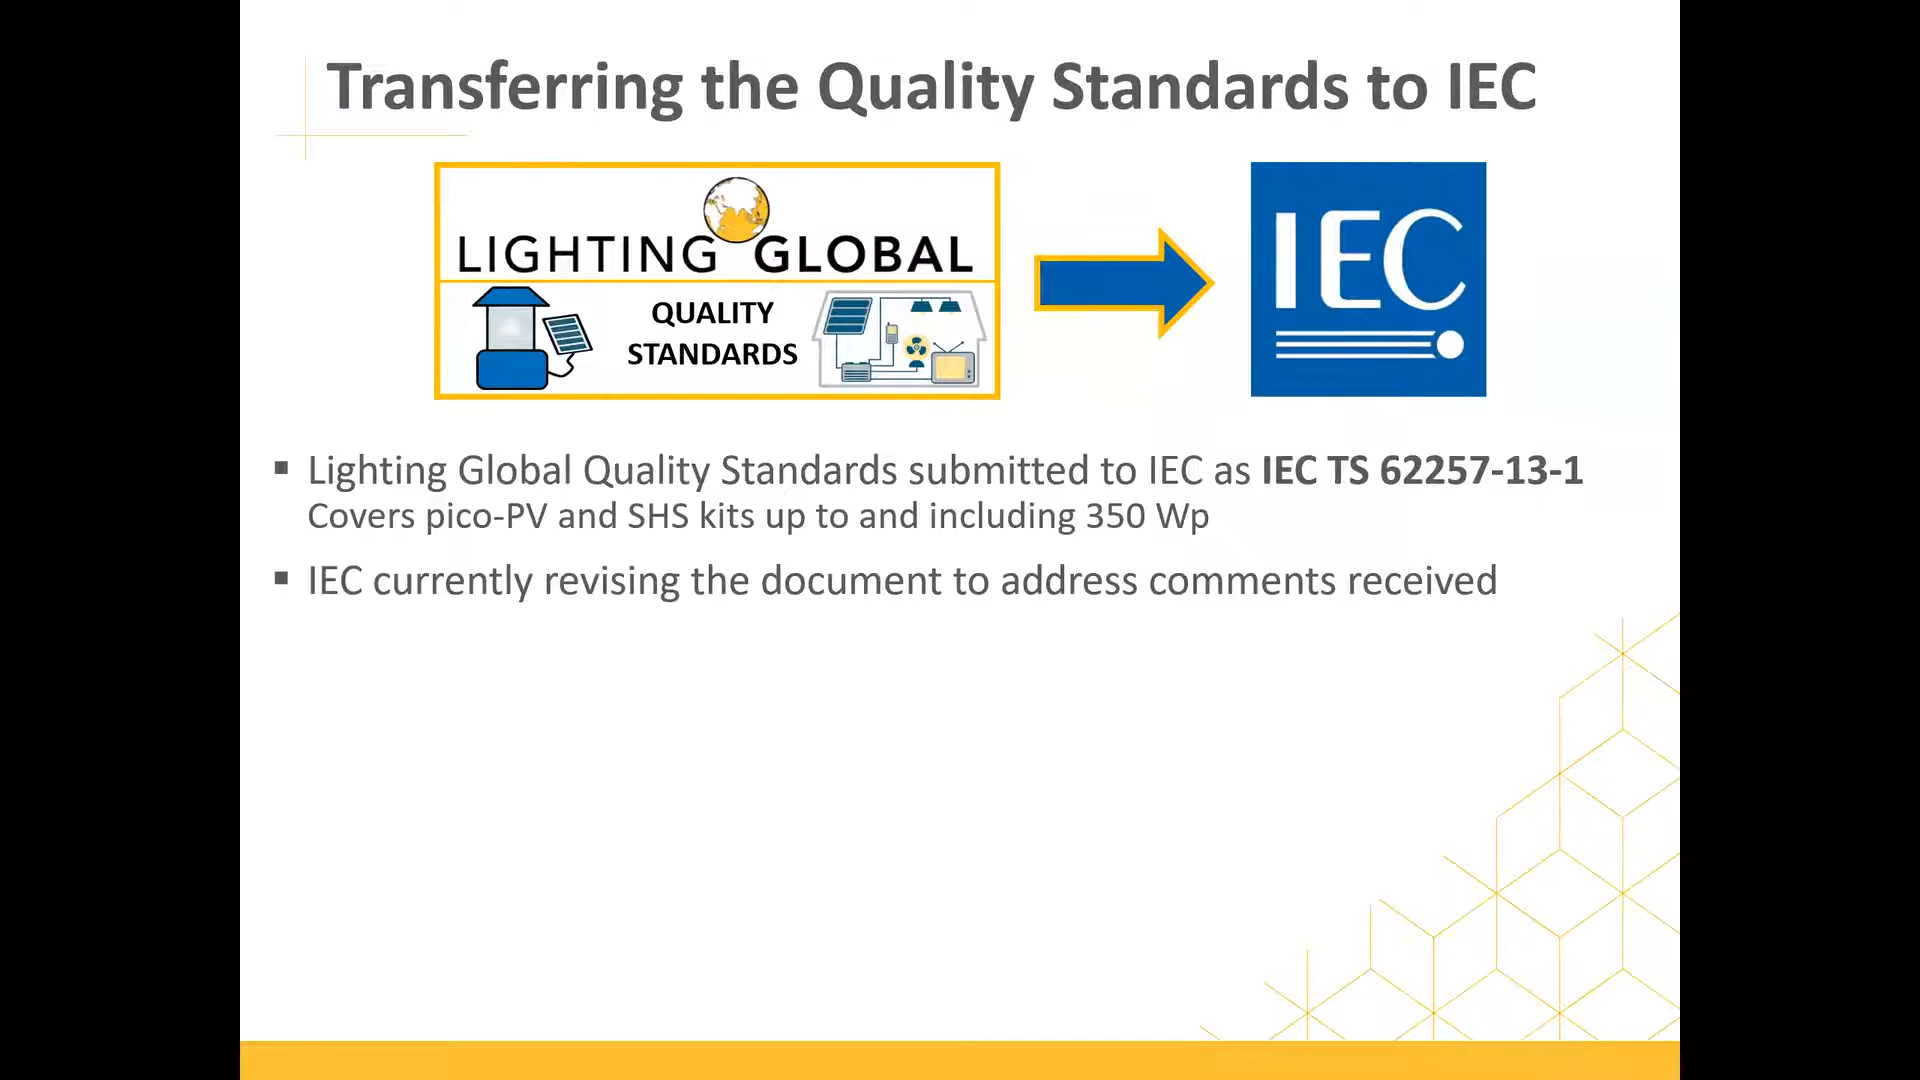 Transferring the Quality Standards to IEC
LIGHTING GLOBAL
QUALITY
STANDARDS
IEC
▪ Lighting Global Quality Standards submitted to IEC as IEC TS 62257-13-1
Covers pico-PV and SHS kits up to and including 350 Wp
▪ IEC currently revising the document to address comments received